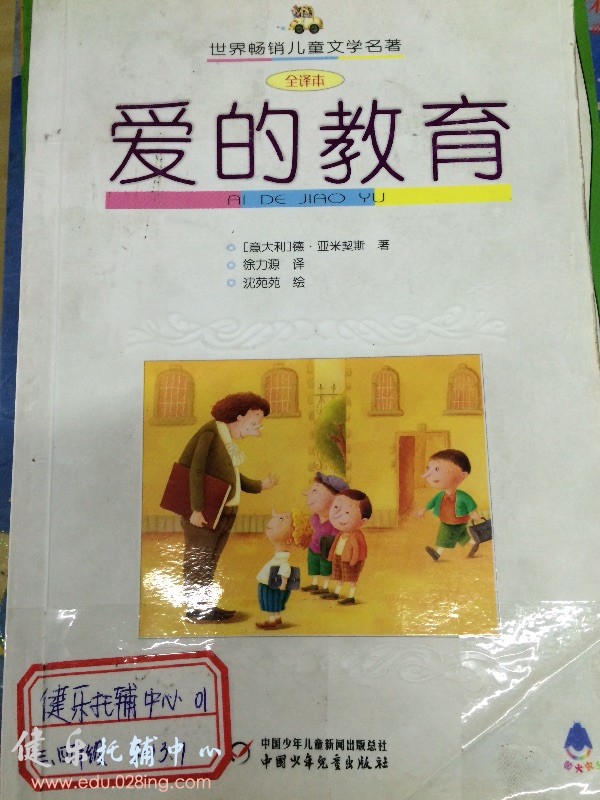 世界畅销儿童文学名著
全译本
爱的教育
AI DE JIAO YU
[意大利]德·亚米契斯 著
徐力源 译
沈苑苑 绘
健乐托辅中心 01
健乐托辅中心
www.edu.028ing.com
中国少年儿童新闻出版总社
中国少年儿童出版社